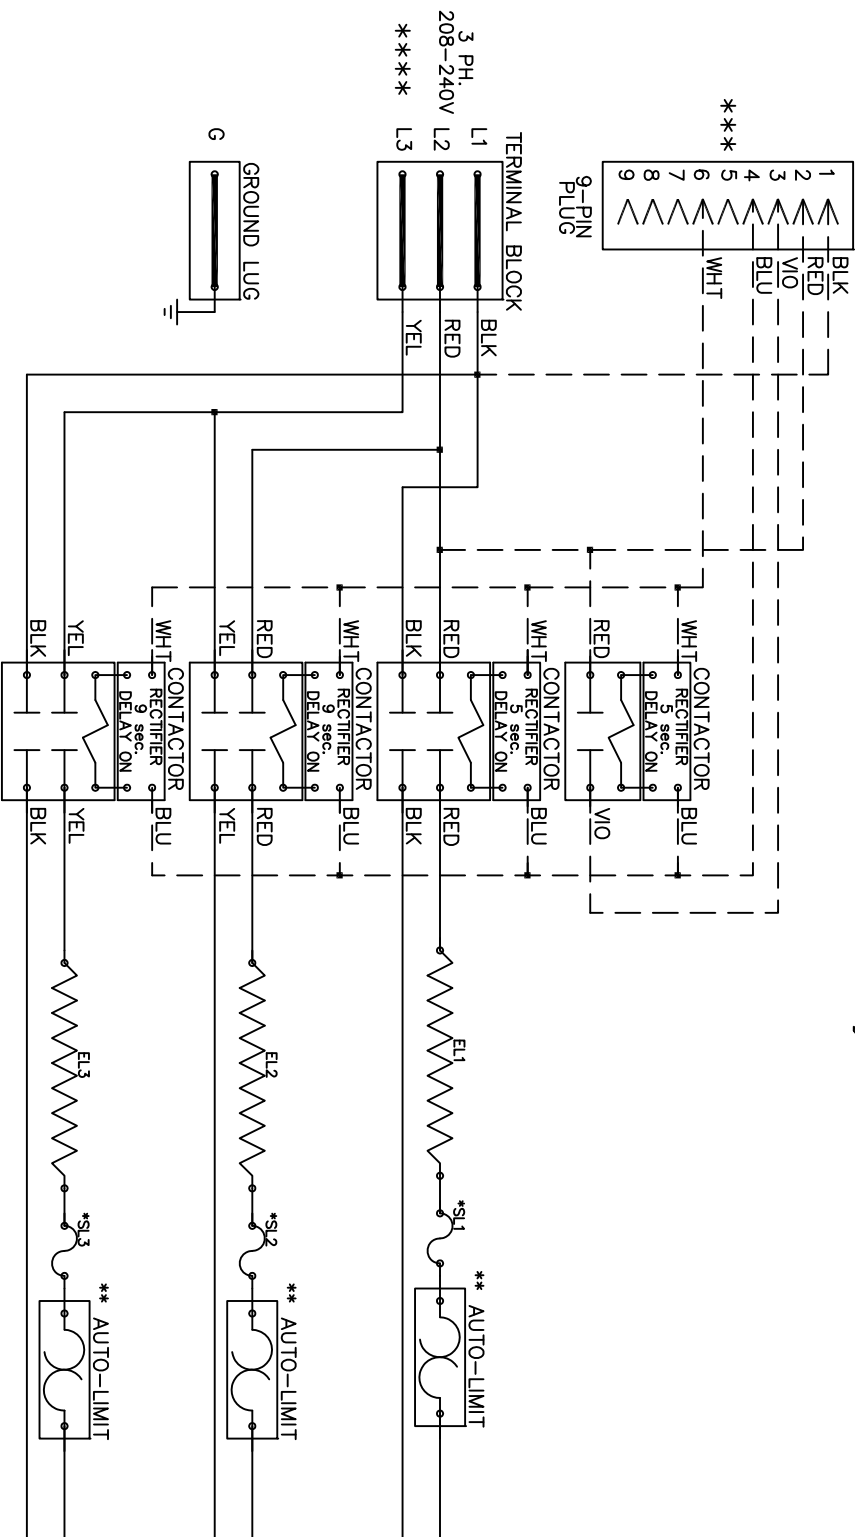 BLK
RED
VIO
BLU
WHT
1
2
3
4
5
6
7
8
9
***
9-PIN
PLUG
TERMINAL BLOCK
3 PH.
208-240V
****
L1
L2
L3
BLK
RED
YEL
GROUND LUG
G
CONTACTOR
WHT
RECTIFIER
5 sec.
DELAY ON
BLU
RED
VIO
CONTACTOR
WHT
RECTIFIER
5 sec.
DELAY ON
BLU
RED
RED
BLK
BLK
EL1
*SL1
** AUTO-LIMIT
CONTACTOR
WHT
RECTIFIER
9 sec.
DELAY ON
BLU
RED
RED
YEL
YEL
EL2
*SL2
** AUTO-LIMIT
CONTACTOR
WHT
RECTIFIER
9 sec.
DELAY ON
BLU
YEL
YEL
BLK
BLK
EL3
*SL3
** AUTO-LIMIT